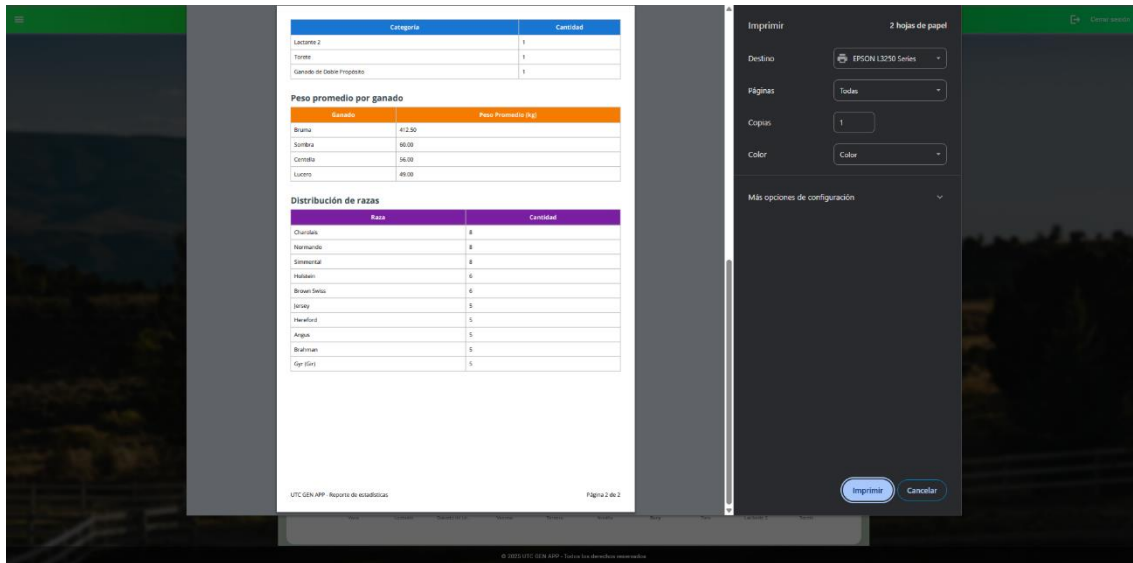 Categoría Cantidad
Lactante 2 1
Torete 1
Ganado de Doble Propósito 1
Peso promedio por ganado
Ganado Peso Promedio (kg)
Bruma 412.50
Sombra 60.00
Centella 56.00
Lucero 49.00
Distribución de razas
Raza Cantidad
Charolais 8
Normando 8
Simmental 8
Holstein 6
Brown Swiss 6
Jersey 5
Hereford 5
Angus 5
Brahman 5
Gyr (Gir) 5
UTC GEN APP - Reporte de estadísticas Página 2 de 2
Imprimir 2 hojas de papel
Destino EPSON L3250 Series
Páginas Todas
Copias 1
Color Color
Más opciones de configuración
Imprimir Cancelar
Cerrar sesión
© 2025 UTC GEN APP - Todos los derechos reservados